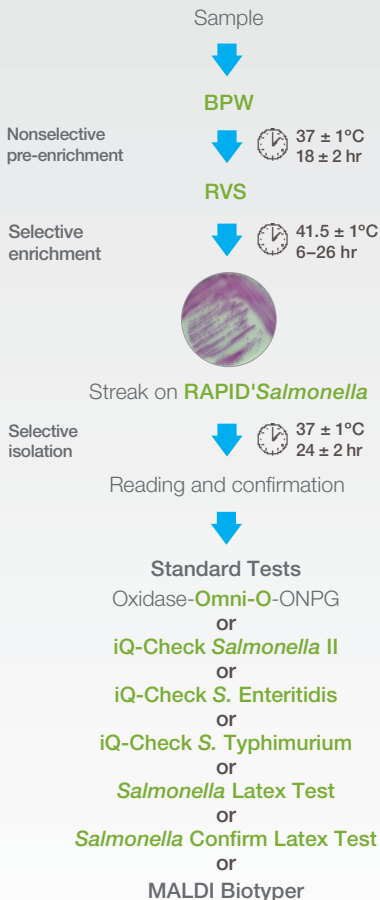 Sample
BPW
Nonselective
pre-enrichment
37 ± 1°C
18 ± 2 hr
RVS
Selective
enrichment
41.5 ± 1°C
6–26 hr
Streak on RAPID'Salmonella
Selective
isolation
37 ± 1°C
24 ± 2 hr
Reading and confirmation
Standard Tests
Oxidase-Omni-O-ONPG
or
iQ-Check Salmonella II
or
iQ-Check S. Enteritidis
or
iQ-Check S. Typhimurium
or
Salmonella Latex Test
or
Salmonella Confirm Latex Test
or
MALDI Biotyper